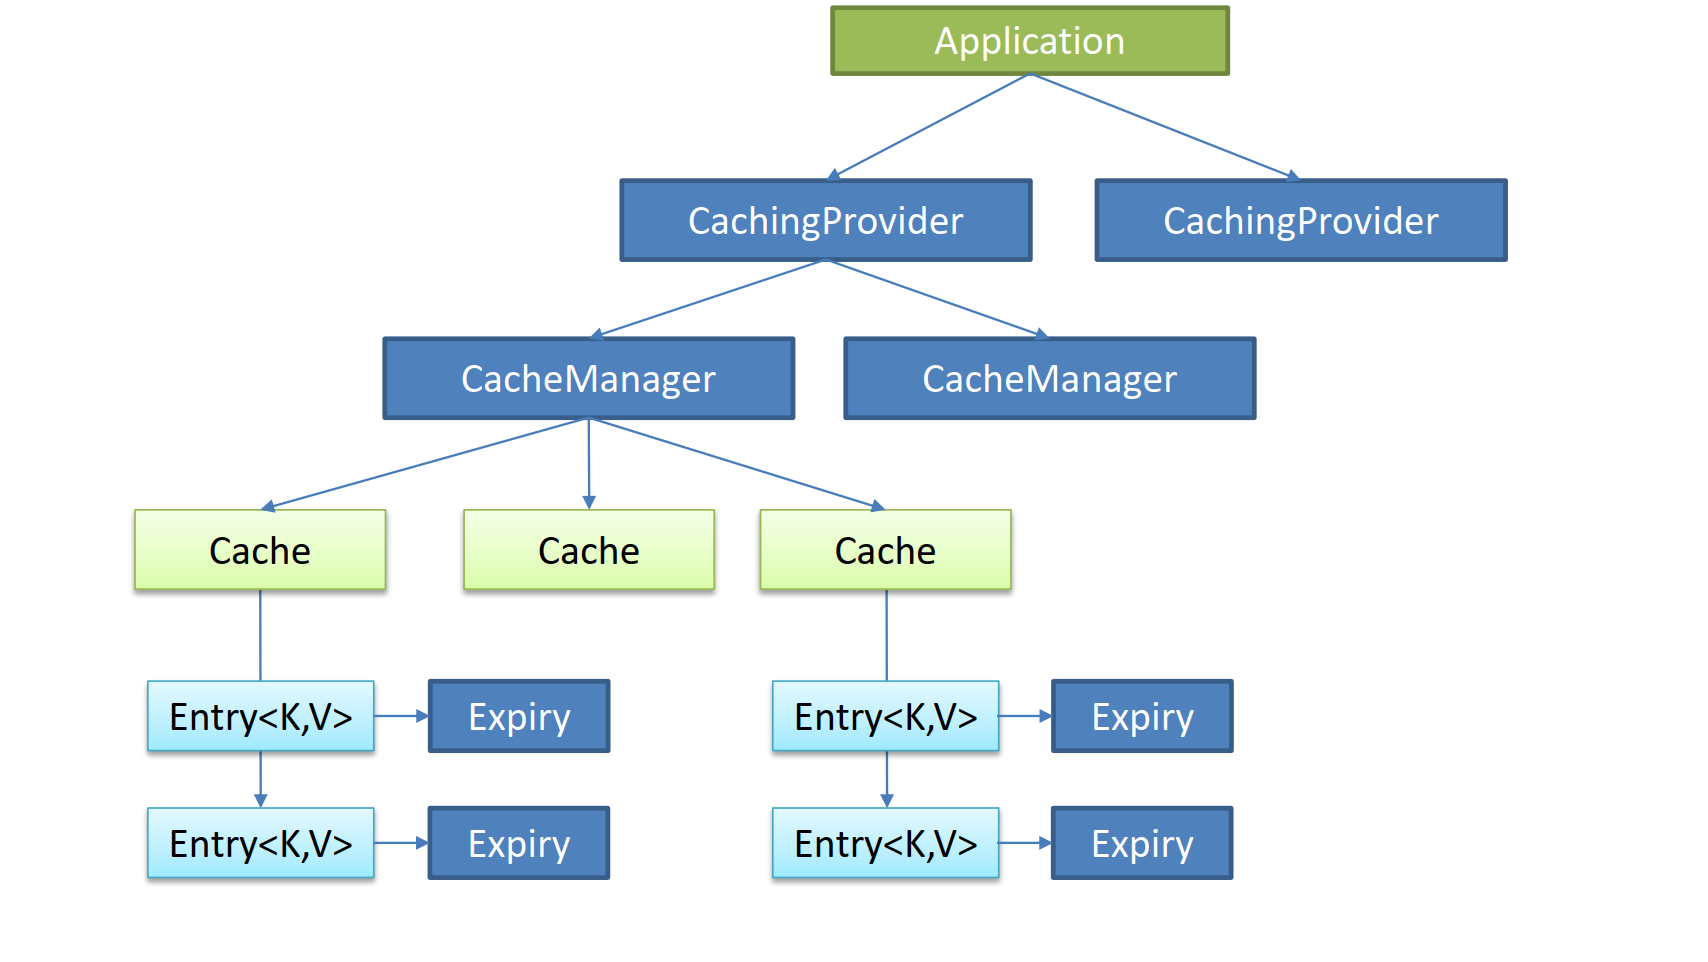 Application
CachingProvider
CachingProvider
CacheManager
CacheManager
Cache
Cache
Cache
Entry<K,V>
Expiry
Entry<K,V>
Expiry
Entry<K,V>
Expiry
Entry<K,V>
Expiry